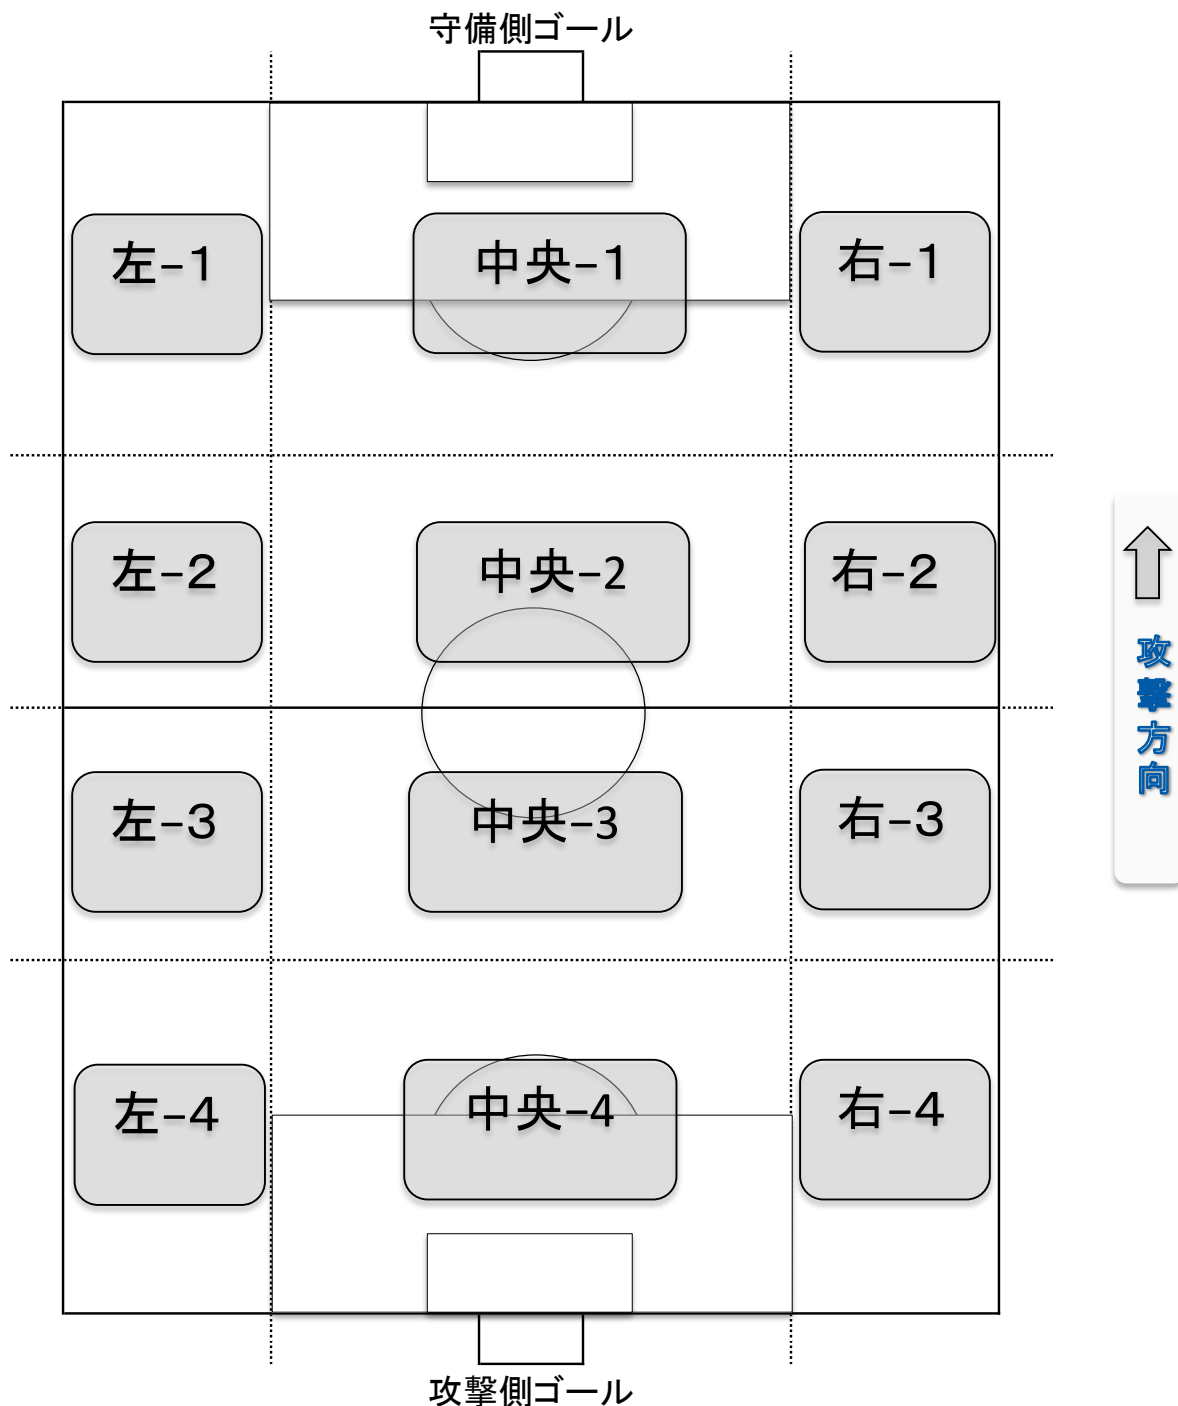 守備側ゴール
左-1
中央-1
右-1
左-2
中央-2
右-2
攻撃方向
左-3
中央-3
右-3
左-4
中央-4
右-4
攻撃側ゴール